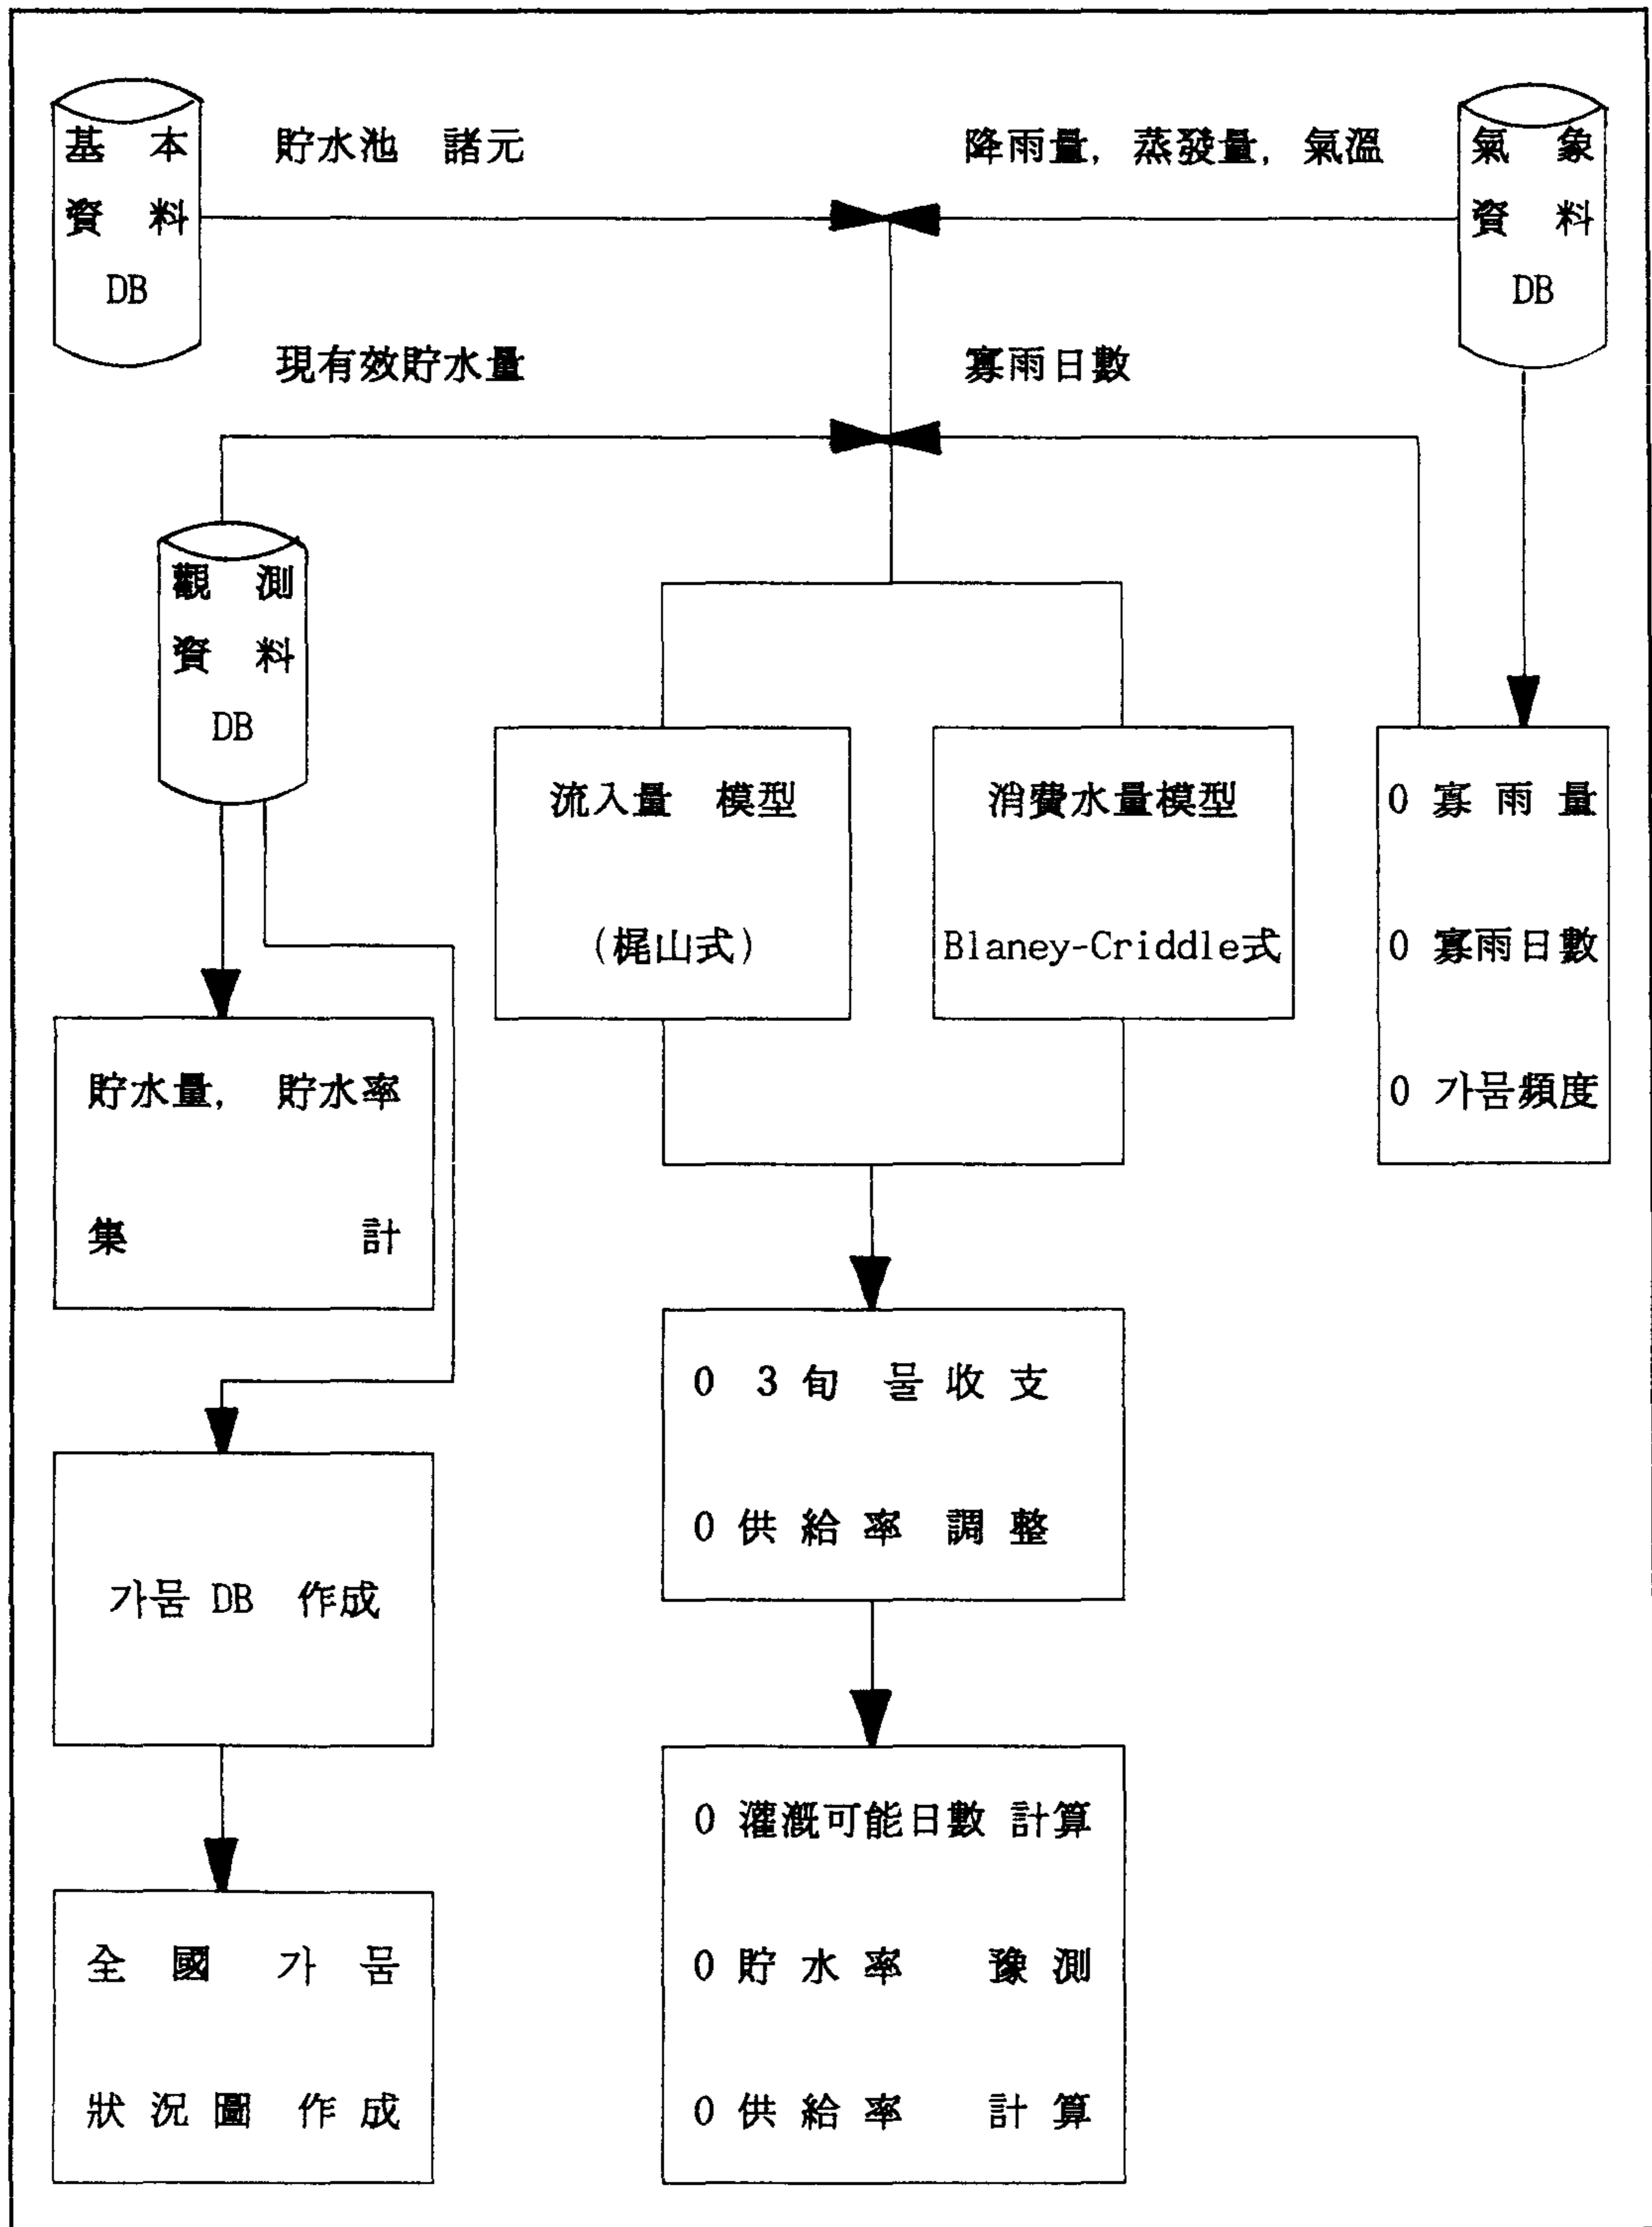 基 本
資 料
DB
貯水池 諸元
降雨量, 蒸發量, 氣溫
氣 象
資 料
DB
現有效貯水量
寡雨日數
觀 測
資 料
DB
流入量 模型
(梶山式)
消費水量模型
Blaney-Criddle式
0 寡 雨 量
0 寡雨日數
0 가뭄頻度
貯水量, 貯水率
集 計
0 3 旬 물 收 支
0 供 給 率 調 整
가뭄 DB 作成
0 灌漑可能日數 計算
0 貯 水 率 豫 測
0 供 給 率 計 算
全 國 가 뭄
狀 況 圖 作 成